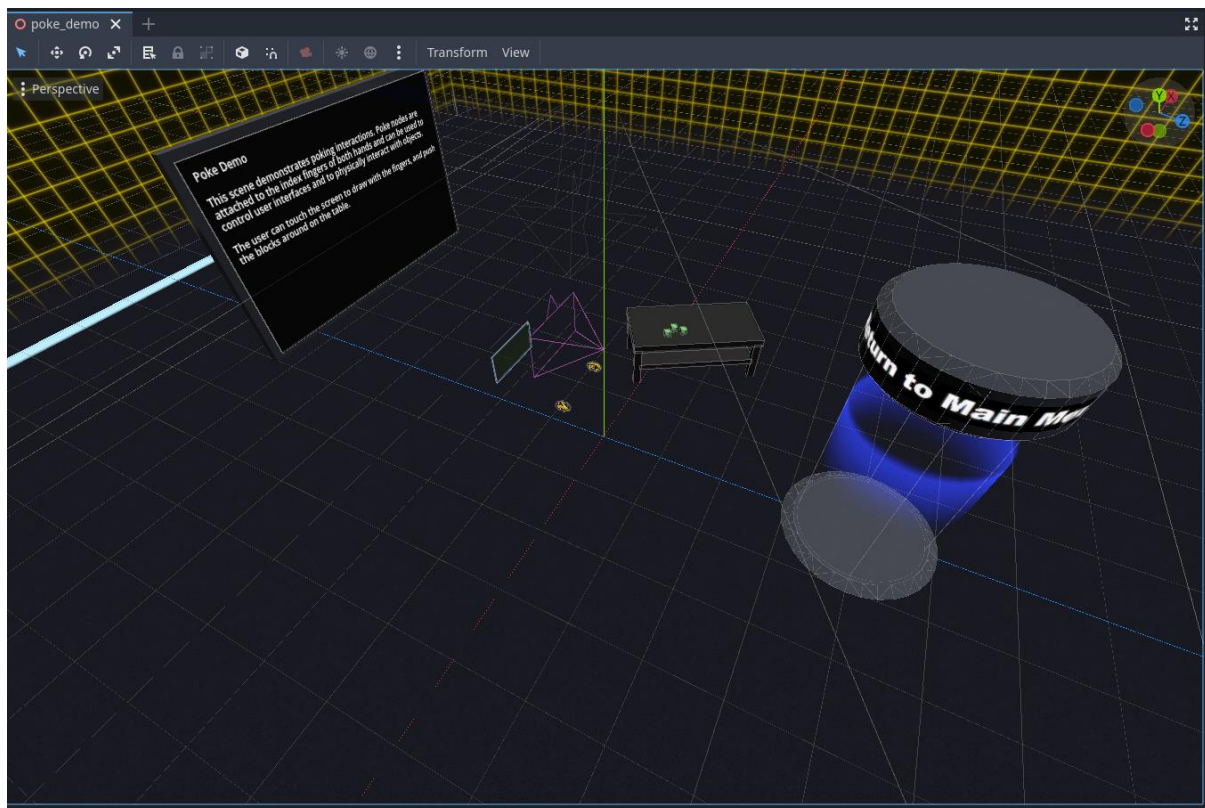 poke_demo
Transform View
Perspective
Y X
Z
Poke Demo
This scene demonstrates poking interactions. Poke nodes are
attached to the index fingers of both hands and can be used to
control user interfaces and to physically interact with objects.
The user can touch the screen to draw with the fingers, and push
the blocks around on the table.
to Main